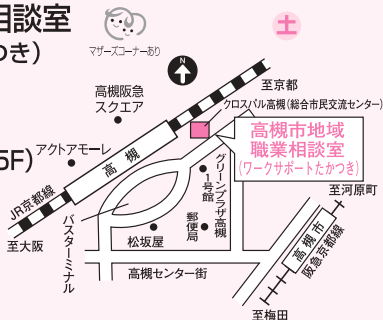 相談室
つき)
マザーズコーナーあり
土
N
高槻阪急
スクエア
至京都
クロスパル高槻(総合市民交流センター)
高槻市地域
職業相談室
(ワークサポートたかつき)
5F)
アクトアモーレ
高槻
グリーンプラザ高槻
1号館
至河原町
JR京都線
バスターミナル
郵便局
高槻市
阪急京都線
至大阪
松坂屋
高槻センター街
至梅田